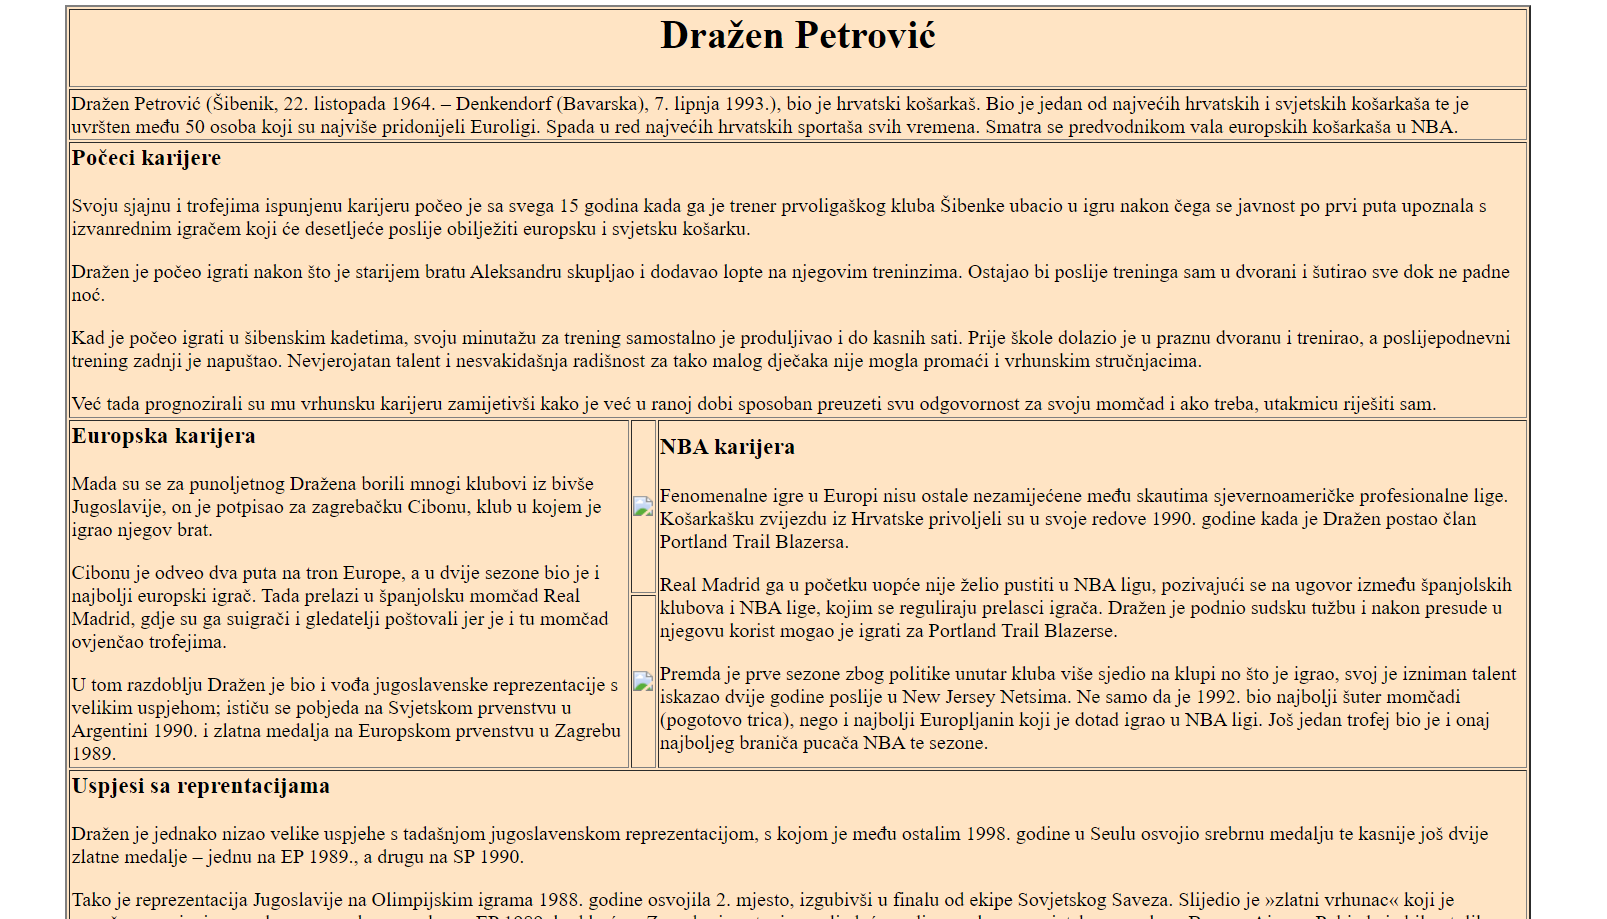 Dražen Petrović
Dražen Petrović (Šibenik, 22. listopada 1964. – Denkendorf (Bavarska), 7. lipnja 1993.), bio je hrvatski košarkaš. Bio je jedan od najvećih hrvatskih i svjetskih košarkaša te je
uvršten među 50 osoba koji su najviše pridonijeli Euroligi. Spada u red najvećih hrvatskih sportaša svih vremena. Smatra se predvodnikom vala europskih košarkaša u NBA.
Počeci karijere
Svoju sjajnu i trofejima ispunjenu karijeru počeo je sa svega 15 godina kada ga je trener prvoligaškog kluba Šibenke ubacio u igru nakon čega se javnost po prvi puta upoznala s
izvanrednim igračem koji će desetljeće poslije obilježiti europsku i svjetsku košarku.
Dražen je počeo igrati nakon što je starijem bratu Aleksandru skupljao i dodavao lopte na njegovim treninzima. Ostajao bi poslije treninga sam u dvorani i šutirao sve dok ne padne
noć.
Kad je počeo igrati u šibenskim kadetima, svoju minutažu za trening samostalno je produljivao i do kasnih sati. Prije škole dolazio je u praznu dvoranu i trenirao, a poslijepodnevni
trening zadnji je napuštao. Nevjerojatan talent i nesvakidašnja radišnost za tako malog dječaka nije mogla promaći i vrhunskim stručnjacima.
Već tada prognozirali su mu vrhunsku karijeru zamijetivši kako je već u ranoj dobi sposoban preuzeti svu odgovornost za svoju momčad i ako treba, utakmicu riješiti sam.
Europska karijera
Mada su se za punoljetnog Dražena borili mnogi klubovi iz bivše
Jugoslavije, on je potpisao za zagrebačku Cibonu, klub u kojem je
igrao njegov brat.
Cibonu je odveo dva puta na tron Europe, a u dvije sezone bio je i
najbolji europski igrač. Tada prelazi u španjolsku momčad Real
Madrid, gdje su ga suigrači i gledatelji poštovali jer je i tu momčad
ovjenčao trofejima.
U tom razdoblju Dražen je bio i vođa jugoslavenske reprezentacije s
velikim uspjehom; ističu se pobjeda na Svjetskom prvenstvu u
Argentini 1990. i zlatna medalja na Europskom prvenstvu u Zagrebu
1989.
NBA karijera
Fenomenalne igre u Europi nisu ostale nezamijećene među skautima sjevernoameričke profesionalne lige.
Košarkašku zvijezdu iz Hrvatske privoljeli su u svoje redove 1990. godine kada je Dražen postao član
Portland Trail Blazersa.
Real Madrid ga u početku uopće nije želio pustiti u NBA ligu, pozivajući se na ugovor između španjolskih
klubova i NBA lige, kojim se reguliraju prelasci igrača. Dražen je podnio sudsku tužbu i nakon presude u
njegovu korist mogao je igrati za Portland Trail Blazerse.
Premda je prve sezone zbog politike unutar kluba više sjedio na klupi no što je igrao, svoj je izniman talent
iskazao dvije godine poslije u New Jersey Netsima. Ne samo da je 1992. bio najbolji šuter momčadi
(pogotovo trica), nego i najbolji Europljanin koji je dotad igrao u NBA ligi. Još jedan trofej bio je i onaj
najboljeg braniča pucača NBA te sezone.
Uspjesi sa reprentacijama
Dražen je jednako nizao velike uspjehe s tadašnjom jugoslavenskom reprezentacijom, s kojom je među ostalim 1998. godine u Seulu osvojio srebrnu medalju te kasnije još dvije
zlatne medalje – jednu na EP 1989., a drugu na SP 1990.
Tako je reprezentacija Jugoslavije na Olimpijskim igrama 1988. godine osvojila 2. mjesto, izgubivši u finalu od ekipe Sovjetskog Saveza. Slijedio je »zlatni vrhunac« koji je